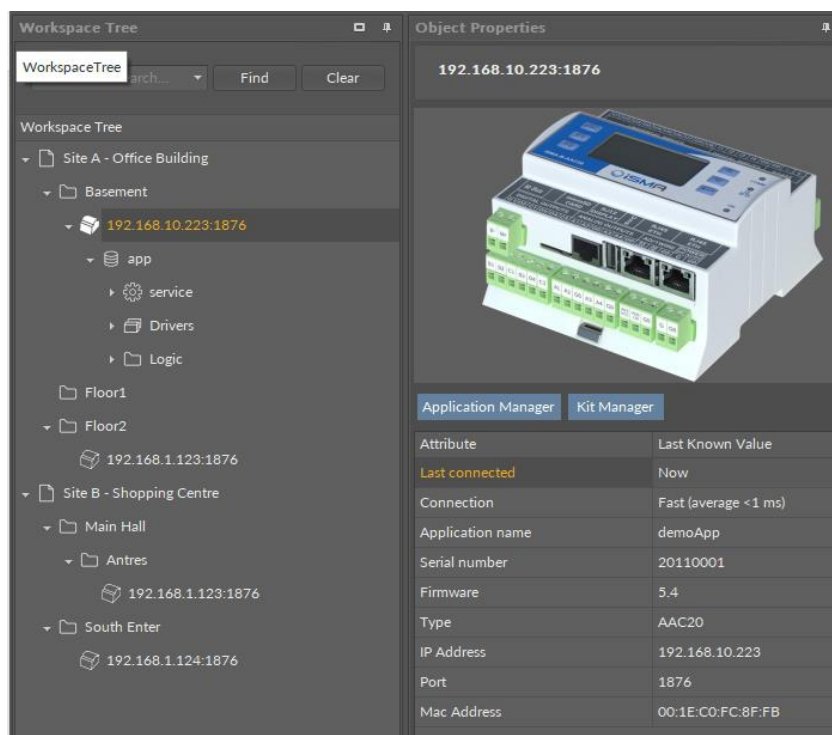 Workspace Tree
WorkspaceTree
Find
Clear
Workspace Tree
Site A - Office Building
Basement
192.168.10.223:1876
app
service
Drivers
Logic
Floor1
Floor2
192.168.1.123:1876
Site B - Shopping Centre
Main Hall
Antres
192.168.1.123:1876
South Enter
192.168.1.124:1876
Object Properties
192.168.10.223:1876
iSMA
DIGITAL OUTPUTS
ANALOG OUTPUTS
Application Manager Kit Manager
Attribute Last Known Value
Last connected Now
Connection Fast (average <1 ms)
Application name demoApp
Serial number 20110001
Firmware 5.4
Type AAC20
IP Address 192.168.10.223
Port 1876
Mac Address 00:1E:C0:FC:8F:FB